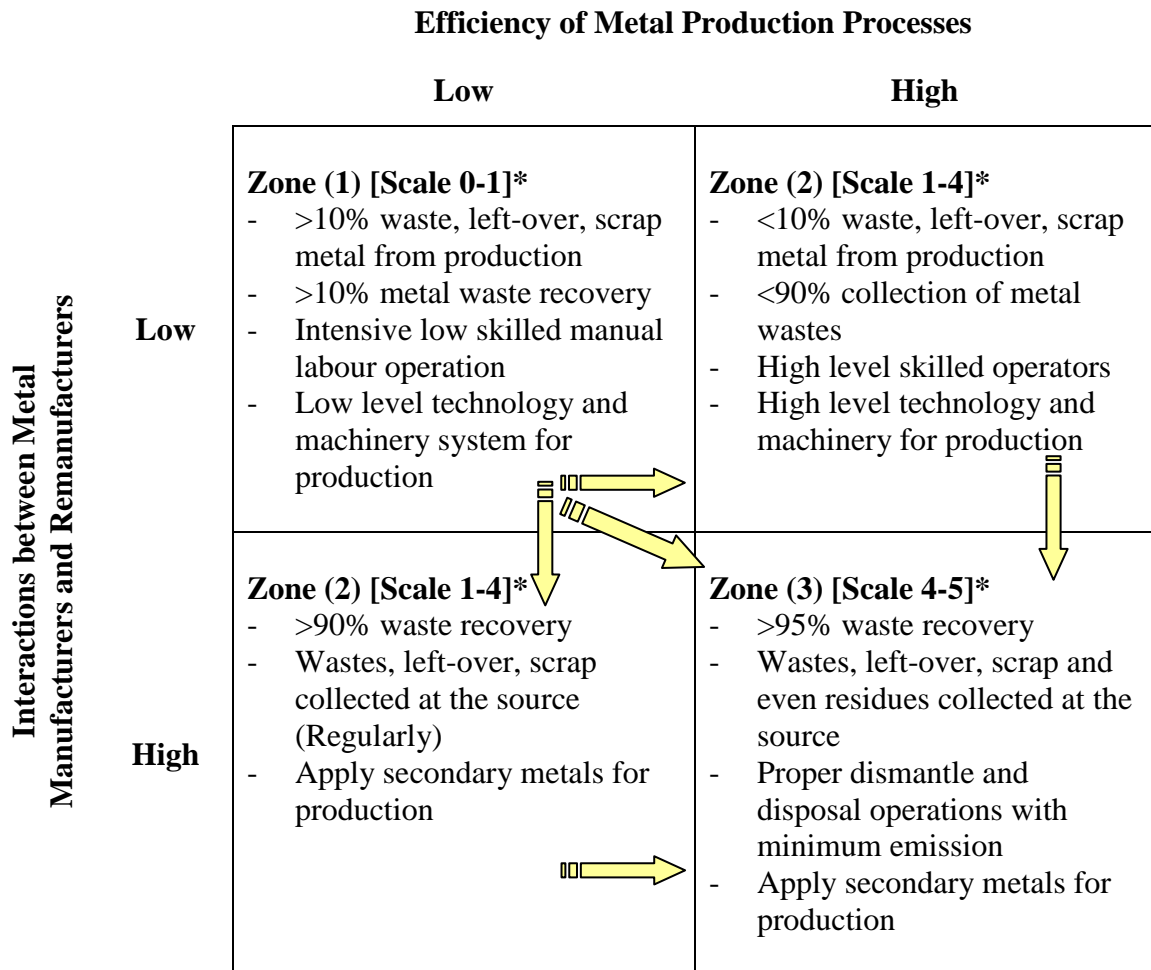 Efficiency of Metal Production Processes
Low
High
Interactions between Metal
Manufacturers and Remanufacturers
Low
Zone (1) [Scale 0-1]*
- >10% waste, left-over, scrap
metal from production
- >10% metal waste recovery
- Intensive low skilled manual
labour operation
- Low level technology and
machinery system for
production
Zone (2) [Scale 1-4]*
- <10% waste, left-over, scrap
metal from production
- <90% collection of metal
wastes
- High level skilled operators
- High level technology and
machinery for production
High
Zone (2) [Scale 1-4]*
- >90% waste recovery
- Wastes, left-over, scrap
collected at the source
(Regularly)
- Apply secondary metals for
production
Zone (3) [Scale 4-5]*
- >95% waste recovery
- Wastes, left-over, scrap and
even residues collected at the
source
- Proper dismantle and
disposal operations with
minimum emission
- Apply secondary metals for
production